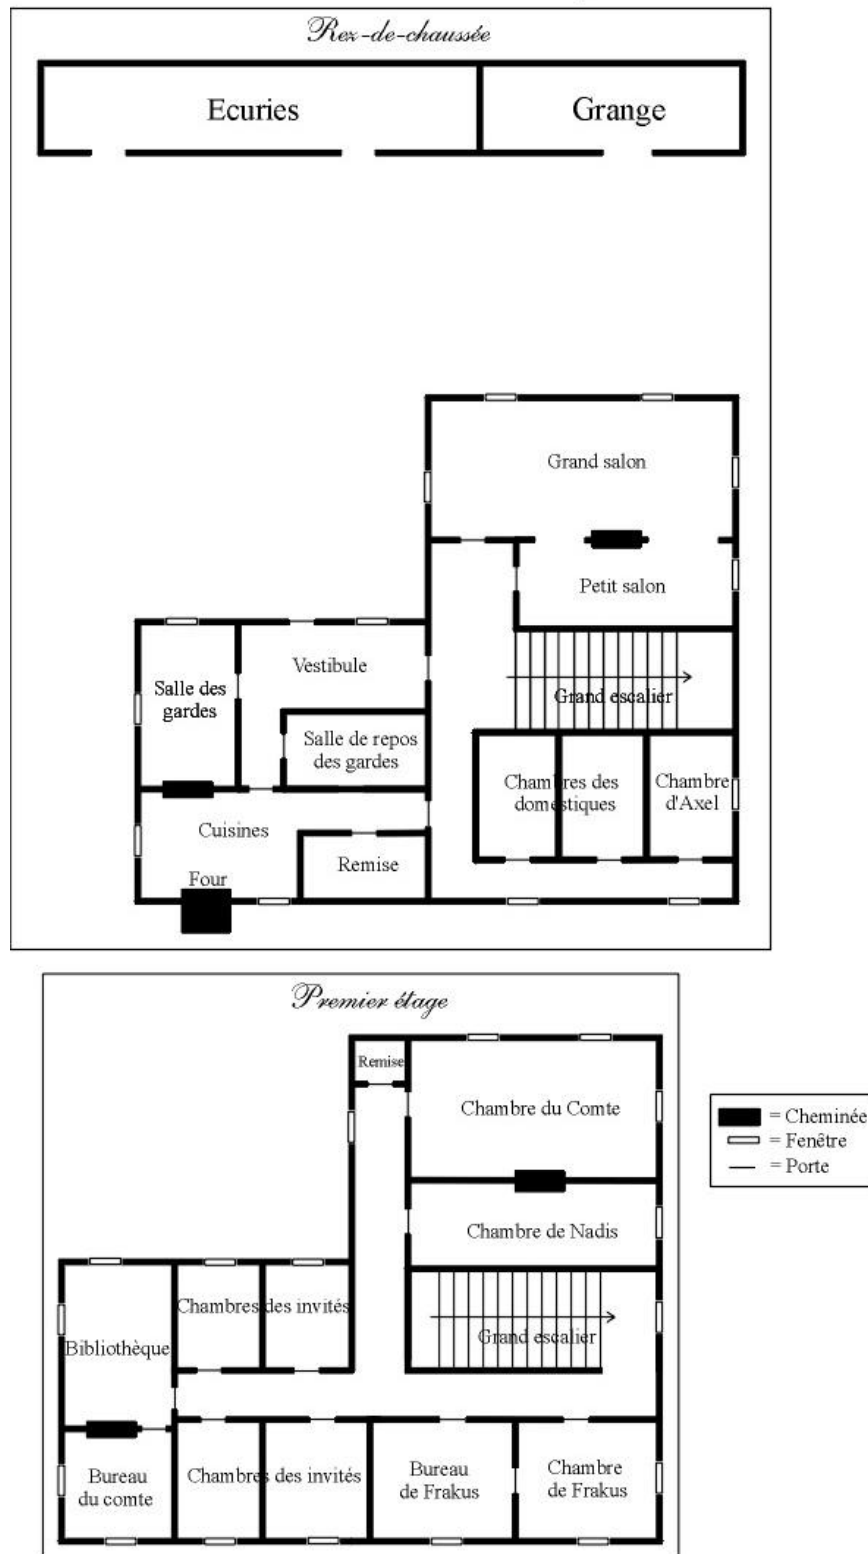 Rez-de-chaussée
Ecuries
Grange
Grand salon
Petit salon
Vestibule
Salle des
gardes
Grand escalier
Salle de repos
des gardes
Chambres des
domestiques
Chambre
d'Axel
Cuisines
Remise
Four
Premier étage
Remise
Chambre du Comte
= Cheminée
= Fenêtre
= Porte
Chambre de Nadis
Chambres des invités
Grand escalier
Bibliothèque
Bureau
du comte
Chambres des invités
Bureau
de Frakus
Chambre
de Frakus